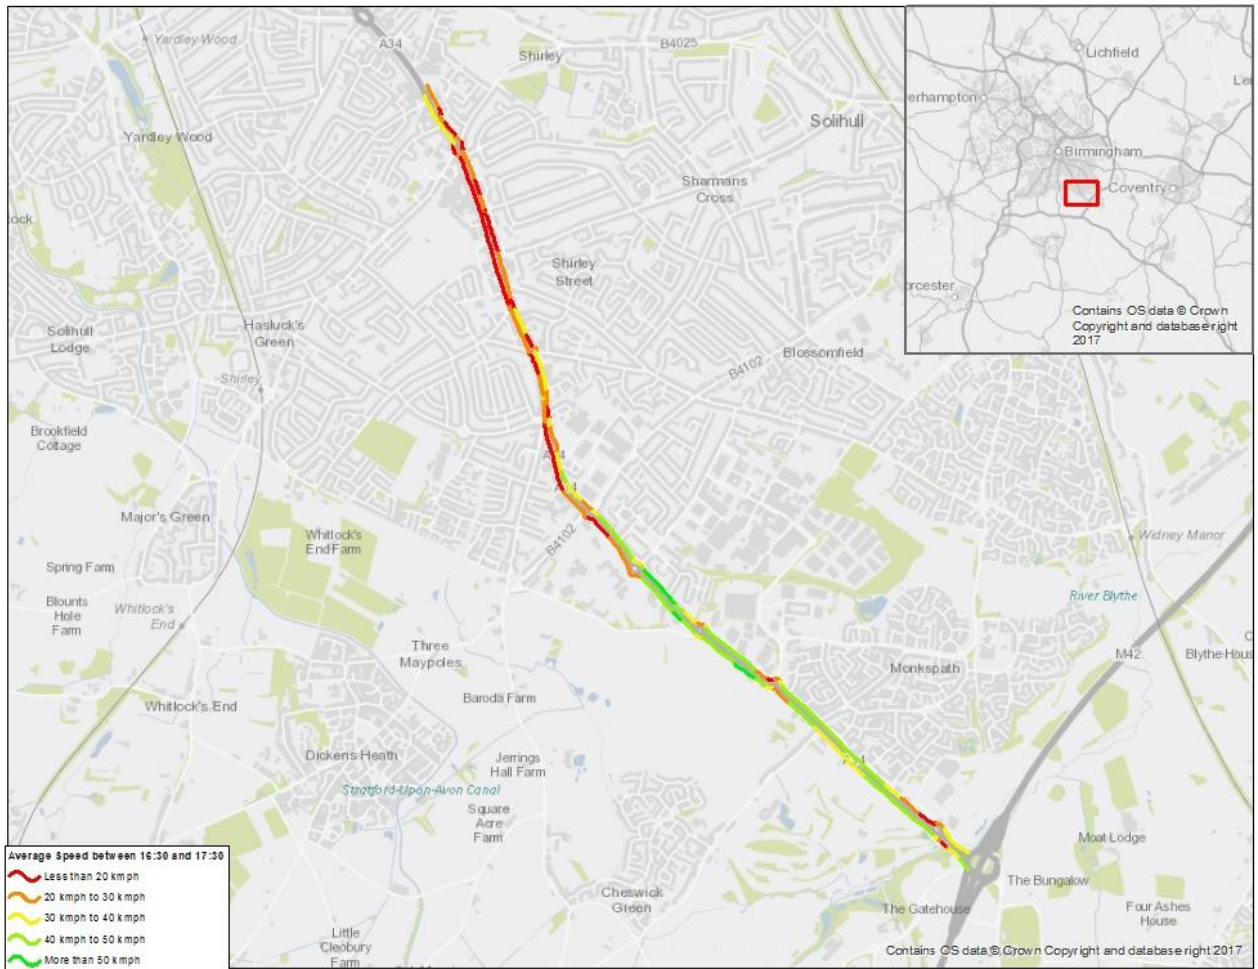 Yardley Wood
A34
B4025
Shirley
Solihull
Yardley Wood
Sharmans
Cross
Shirley
Street
Solihull
Lodge
Hasluck's
Green
Shirley
B4102
Blossomfield
Brookfield
Cottage
Major's Green
Whitlock's
End Farm
B4102
Widney Manor
Spring Farm
Blounts
Hole
Farm
Whitlock's
End
River Blythe
Three
Maypoles
Monkspath
M42
Baroda Farm
Whitlock's End
Dickens Heath
Jerrings
Hall Farm
Stratford-Upon-Avon Canal
Square
Acre
Farm
Moat Lodge
Cheswick
Green
The Gatehouse
The Bungalow
Four Ashes
House
Little
Cleobury
Farm
Lichfield
erhampton
Birmingham
Coventry
orcester
Contains OS data © Crown
Copyright and database right
2017
Average Speed between 16:30 and 17:30
Less than 20 kmph
20 kmph to 30 kmph
30 kmph to 40 kmph
40 kmph to 50 kmph
More than 50 kmph
Contains OS data © Crown Copyright and database right 2017